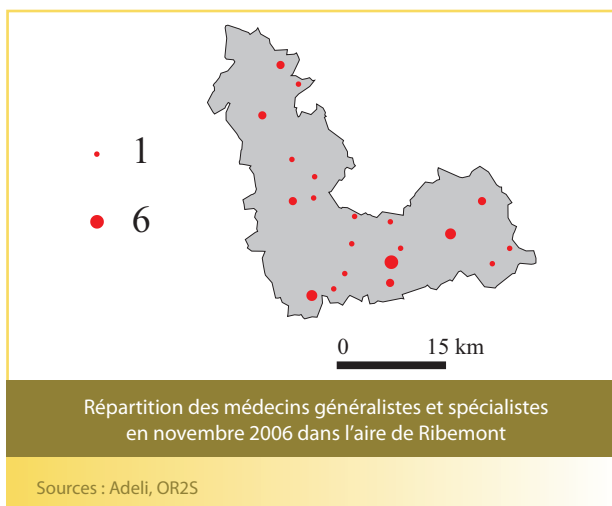 1
6
0 15 km
Répartition des médecins généralistes et spécialistes
en novembre 2006 dans l'aire de Ribemont
Sources : Adeli, OR2S